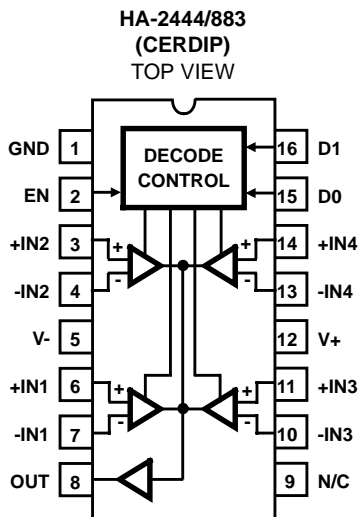 HA-2444/883
(CERDIP)
TOP VIEW
GND 1 16 D1
DECODE
CONTROL
EN 2 15 D0
+IN2 3 + + 14 +IN4
-IN2 4 - - 13 -IN4
V- 5 12 V+
+IN1 6 + + 11 +IN3
-IN1 7 - - 10 -IN3
OUT 8 9 N/C